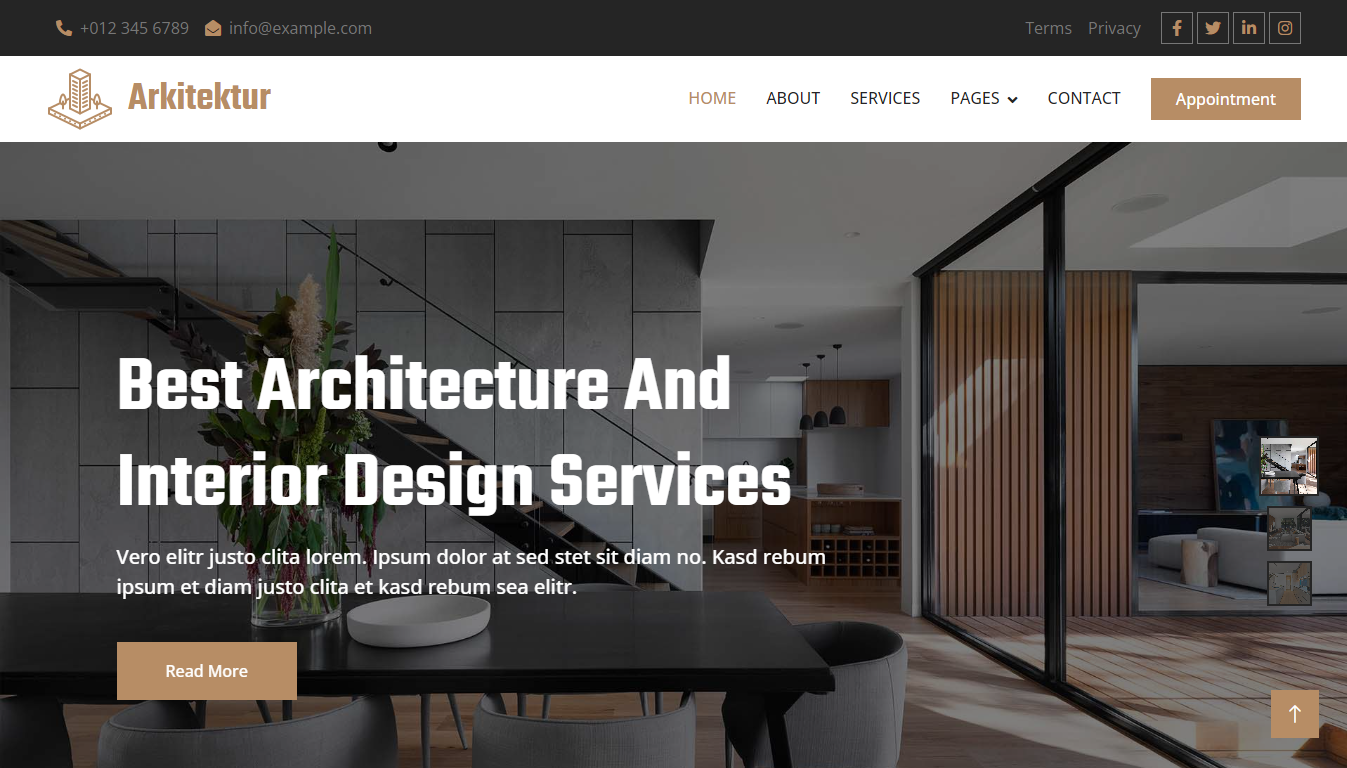 +012 345 6789 info@example.com Terms Privacy
Arkitektur
HOME ABOUT SERVICES PAGES CONTACT Appointment
Best Architecture And
Interior Design Services
Vero elitr justo clita lorem. Ipsum dolor at sed stet sit diam no. Kasd rebum
ipsum et diam justo clita et kasd rebum sea elitr.
Read More